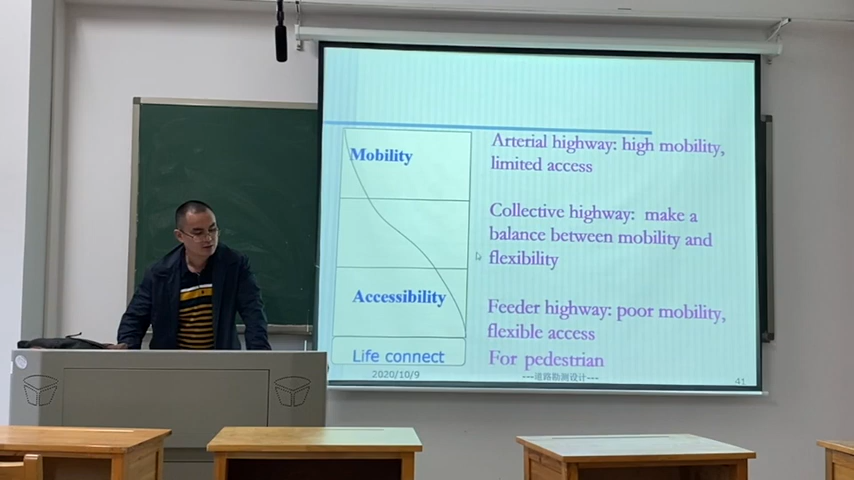 Mobility
Arterial highway: high mobility,
limited access
Collective highway: make a
balance between mobility and
flexibility
Accessibility
Feeder highway: poor mobility,
flexible access
Life connect
For pedestrian
2020/10/9
---道路勘测设计---
41